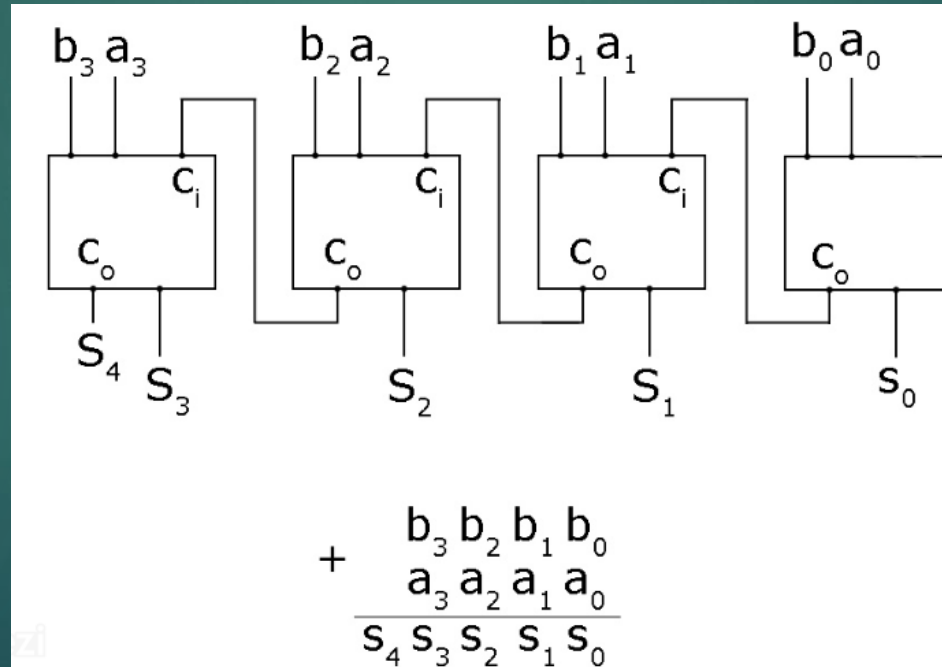 b₃ a₃ b₂ a₂ b₁ a₁ b₀ a₀
Cᵢ Cᵢ Cᵢ
Cₒ Cₒ Cₒ Cₒ
S₄ S₃ S₂ S₁ s₀
b₃ b₂ b₁ b₀
+ a₃ a₂ a₁ a₀
s₄ s₃ s₂ s₁ s₀
zi